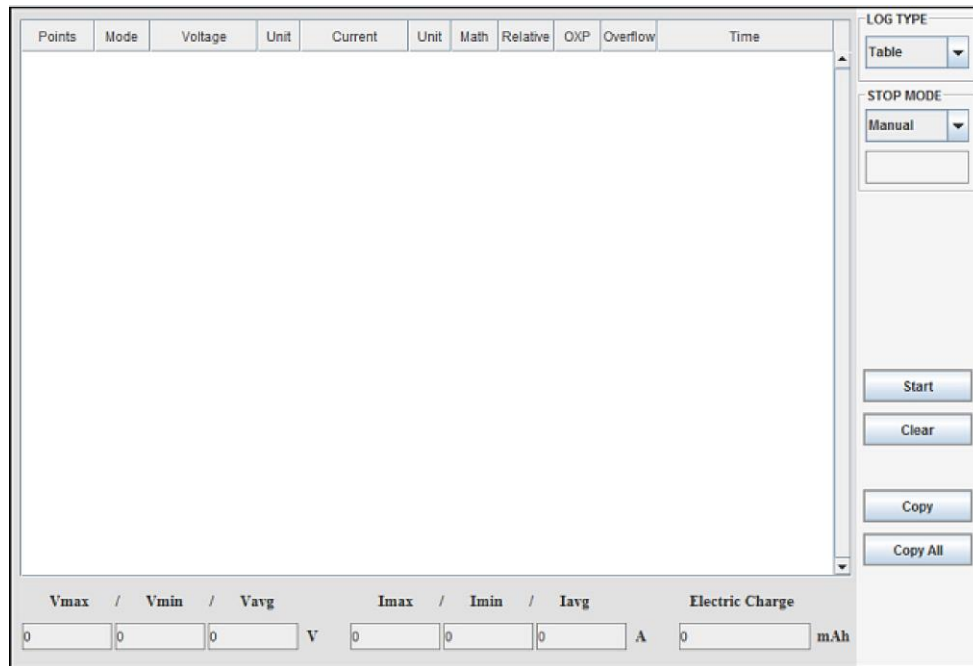 Points Mode Voltage Unit Current Unit Math Relative OXP Overflow Time
LOG TYPE
Table
STOP MODE
Manual
Start
Clear
Copy
Copy All
Vmax / Vmin / Vavg Imax / Imin / Iavg Electric Charge
0 0 0 V 0 0 0 A 0 mAh